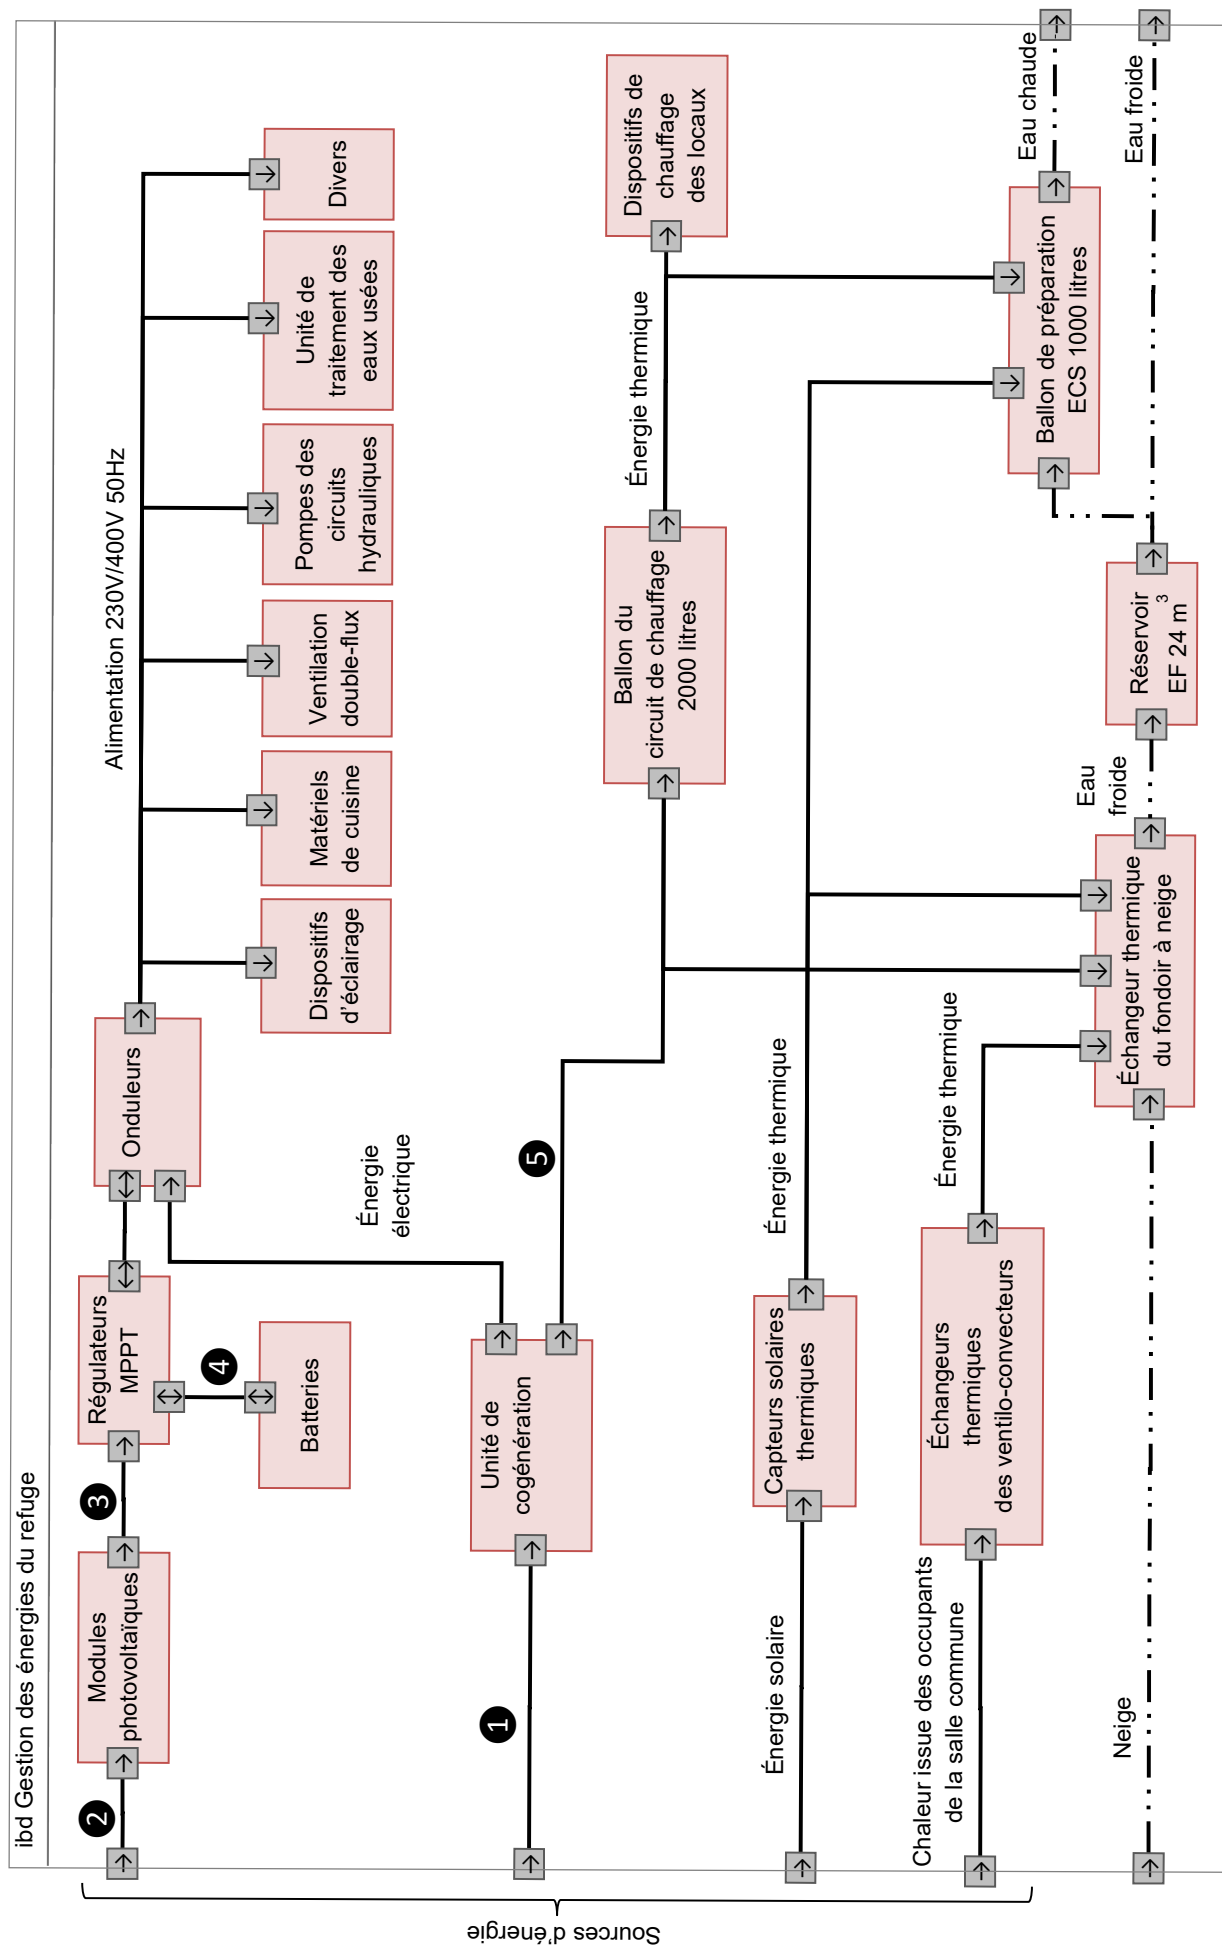 ibd Gestion des énergies du refuge
Sources d'énergie
2
Modules
photovoltaïques
3
Régulateurs
MPPT
4
Batteries
Onduleurs
Alimentation 230V/400V 50Hz
Dispositifs
d'éclairage
Matériels
de cuisine
Ventilation
double-flux
Pompes des
circuits
hydrauliques
Unité de
traitement des
eaux usées
Divers
1
Unité de
cogénération
Énergie
électrique
5
Ballon du
circuit de chauffage
2000 litres
Énergie thermique
Dispositifs de
chauffage
des locaux
Énergie solaire
Capteurs solaires
thermiques
Énergie thermique
Chaleur issue des occupants
de la salle commune
Échangeurs
thermiques
des ventilo-convecteurs
Énergie thermique
Ballon de préparation
ECS 1000 litres
Eau chaude
Neige
Échangeur thermique
du fondoir à neige
Eau
froide
Réservoir
EF 24 m3
Eau froide